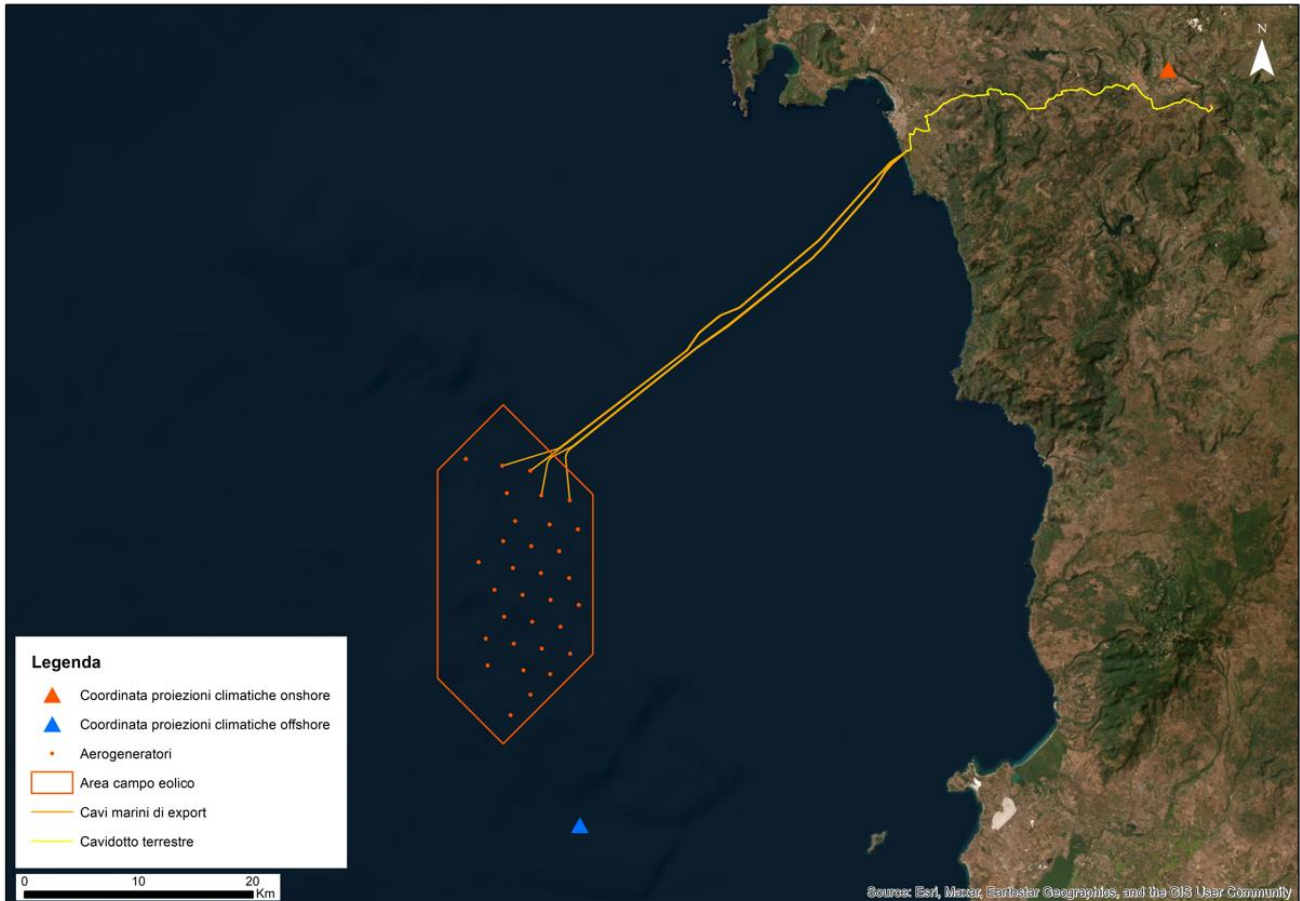 N
Legenda
Coordinata proiezioni climatiche onshore
Coordinata proiezioni climatiche offshore
Aerogeneratori
Area campo eolico
Cavi marini di export
Cavidotto terrestre
0 10 20
Km
Source: Esri, Maxar, Earthstar Geographics, and the GIS User Community